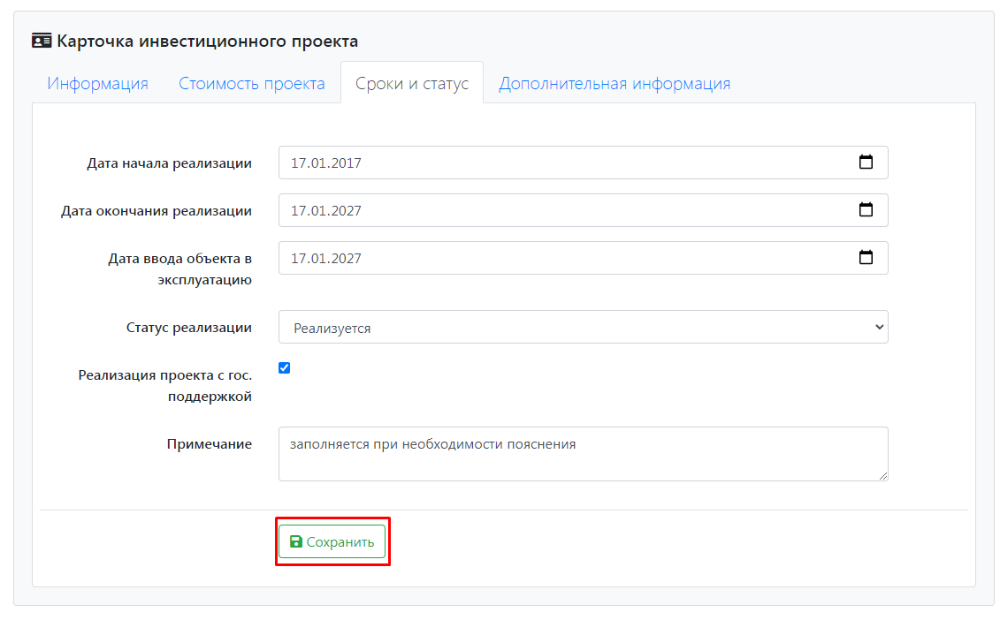 Карточка инвестиционного проекта
Информация Стоимость проекта Сроки и статус Дополнительная информация
Дата начала реализации 17.01.2017
Дата окончания реализации 17.01.2027
Дата ввода объекта в
эксплуатацию
17.01.2027
Статус реализации Реализуется
Реализация проекта с гос.
поддержкой
Примечание заполняется при необходимости пояснения
Сохранить